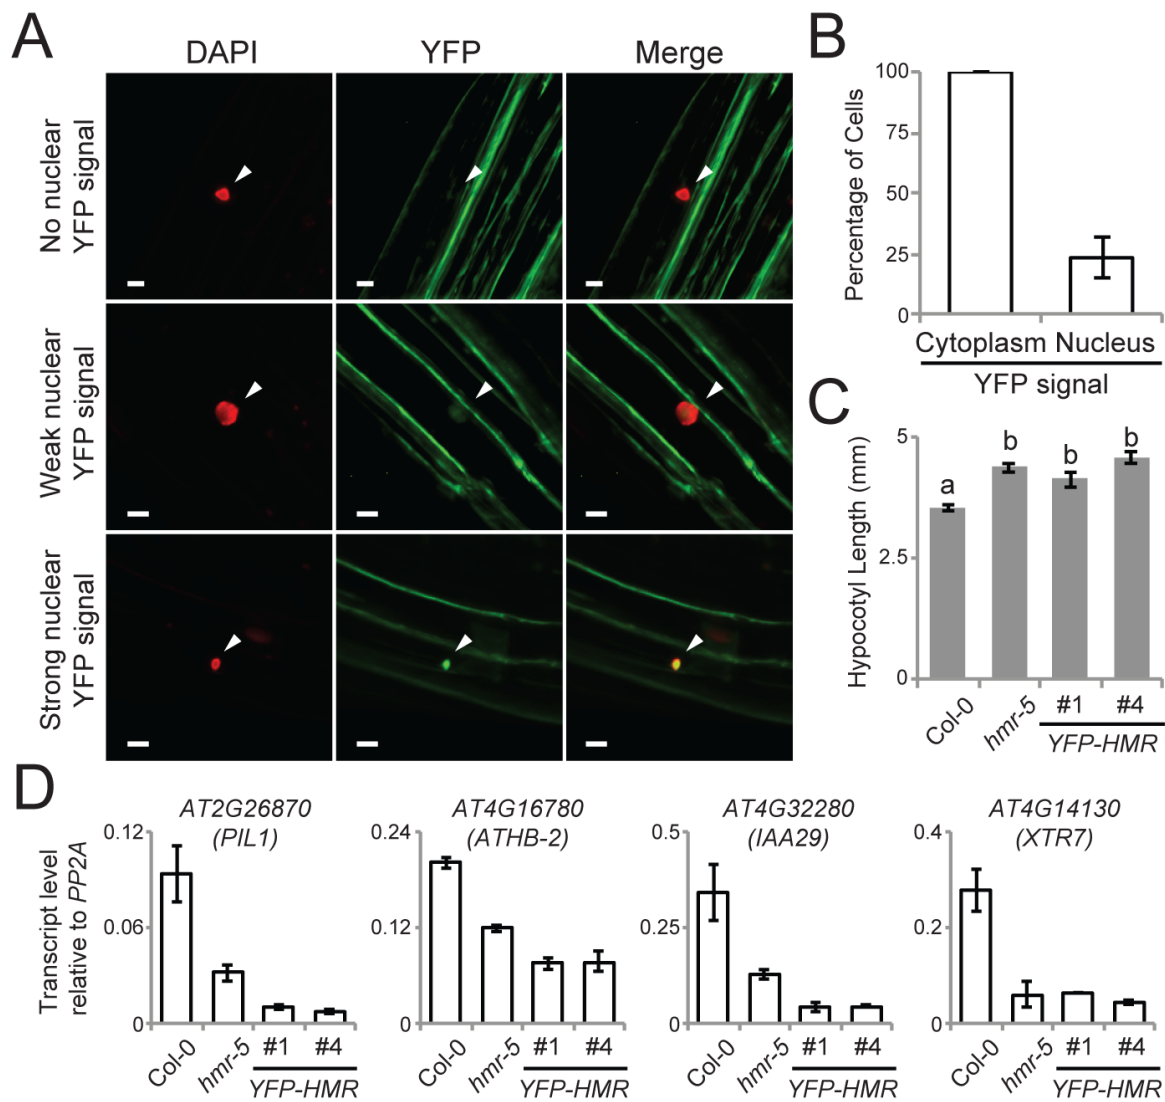 A
DAPI
YFP
Merge
No nuclear
YFP signal
Weak nuclear
YFP signal
Strong nuclear
YFP signal
B
Percentage of Cells
100
75
50
25
0
Cytoplasm Nucleus
YFP signal
C
Hypocotyl Length (mm)
5
2.5
0
a
b
b
b
Col-0
hmr-5
#1
#4
YFP-HMR
D
Transcript level
relative to PP2A
AT2G26870
(PIL1)
0.12
0.06
0
Col-0
hmr-5
#1
#4
YFP-HMR
AT4G16780
(ATHB-2)
0.24
0.12
0
Col-0
hmr-5
#1
#4
YFP-HMR
AT4G32280
(IAA29)
0.5
0.25
0
Col-0
hmr-5
#1
#4
YFP-HMR
AT4G14130
(XTR7)
0.4
0.2
0
Col-0
hmr-5
#1
#4
YFP-HMR